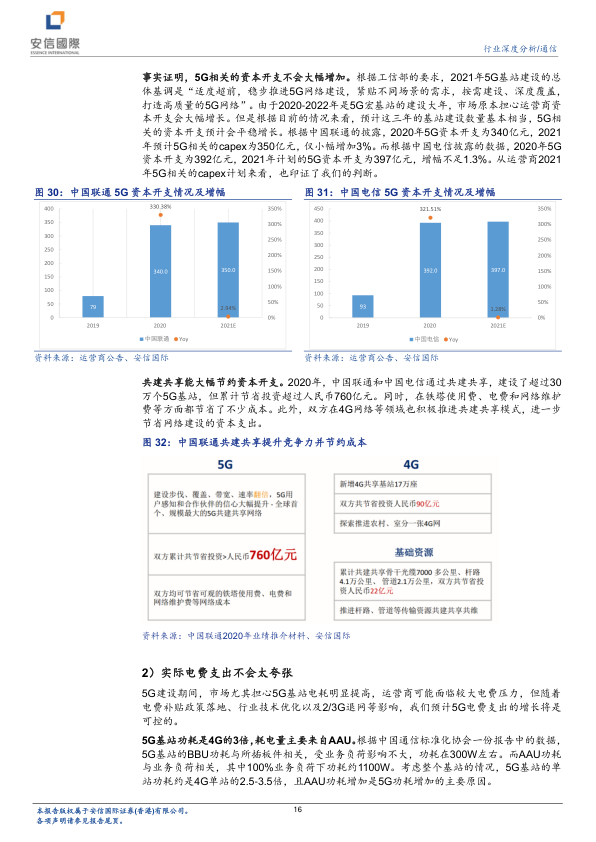 安信國際
ESSENCE INTERNATIONAL
行业深度分析/通信
事实证明，5G相关的资本开支不会大幅增加。根据工信部的要求，2021年5G基站建设的总
体基调是“适度超前，稳步推进5G网络建设，紧贴不同场景的需求，按需建设、深度覆盖，
打造高质量的5G网络”。由于2020-2022年是5G宏基站的建设大年，市场原本担心运营商资
本开支会大幅增长。但是根据目前的情况来看，预计这三年的基站建设数量基本相当，5G相
关的资本开支预计会平稳增长。根据中国联通的披露，2020年5G资本开支为340亿元，2021
年预计5G相关的capex为350亿元，仅小幅增加3%。而根据中国电信披露的数据，2020年5G
资本开支为392亿元，2021年计划的5G资本开支为397亿元，增幅不足1.3%。从运营商2021
年5G相关的capex计划来看，也印证了我们的判断。
图 30：中国联通 5G 资本开支情况及增幅
400
350
300
250
200
150
100
50
0
350%
300%
250%
200%
150%
100%
50%
0%
330.38%
79
340.0
350.0
2.94%
2019
2020
2021E
中国联通
Yoy
资料来源：运营商公告、安信国际
图 31：中国电信 5G 资本开支情况及增幅
450
400
350
300
250
200
150
100
50
0
350%
300%
250%
200%
150%
100%
50%
0%
321.51%
93
392.0
397.0
1.28%
2019
2020
2021E
中国电信
Yoy
资料来源：运营商公告、安信国际
共建共享能大幅节约资本开支。2020年，中国联通和中国电信通过共建共享，建设了超过30
万个5G基站，但累计节省投资超过人民币760亿元。同时，在铁塔使用费、电费和网络维护
费等方面都节省了不少成本。此外，双方在4G网络等领域也积极推进共建共享模式，进一步
节省网络建设的资本支出。
图 32：中国联通共建共享提升竞争力并节约成本
5G
建设步伐、覆盖、带宽、速率翻倍，5G用
户感知和合作伙伴的信心大幅提升 - 全球首
个、规模最大的5G共建共享网络
双方累计共节省投资>人民币760亿元
双方均可节省可观的铁塔使用费、电费和
网络维护费等网络成本
4G
新增4G共享基站17万座
双方共节省投资人民币90亿元
探索推进农村、室分一张4G网
基础资源
累计共建共享骨干光缆7000 多公里、杆路
4.1万公里、管道2.1万公里，双方共节省投
资人民币22亿元
推进杆路、管道等传输资源共建共享共维
资料来源：中国联通2020年业绩推介材料、安信国际
2）实际电费支出不会太夸张
5G建设期间，市场尤其担心5G基站电耗明显提高，运营商可能面临较大电费压力，但随着
电费补贴政策落地、行业技术优化以及2/3G退网等影响，我们预计5G电费支出的增长将是
可控的。
5G基站功耗是4G的3倍，耗电量主要来自AAU。根据中国通信标准化协会一份报告中的数据，
5G基站的BBU功耗与所插板件相关，受业务负荷影响不大，功耗在300W左右。而AAU功耗
与业务负荷相关，其中100%业务负荷下功耗约1100W。考虑整个基站的情况，5G基站的单
站功耗约是4G单站的2.5-3.5倍，且AAU功耗增加是5G功耗增加的主要原因。
本报告版权属于安信国际证券(香港)有限公司。
各项声明请参见报告尾页。
16